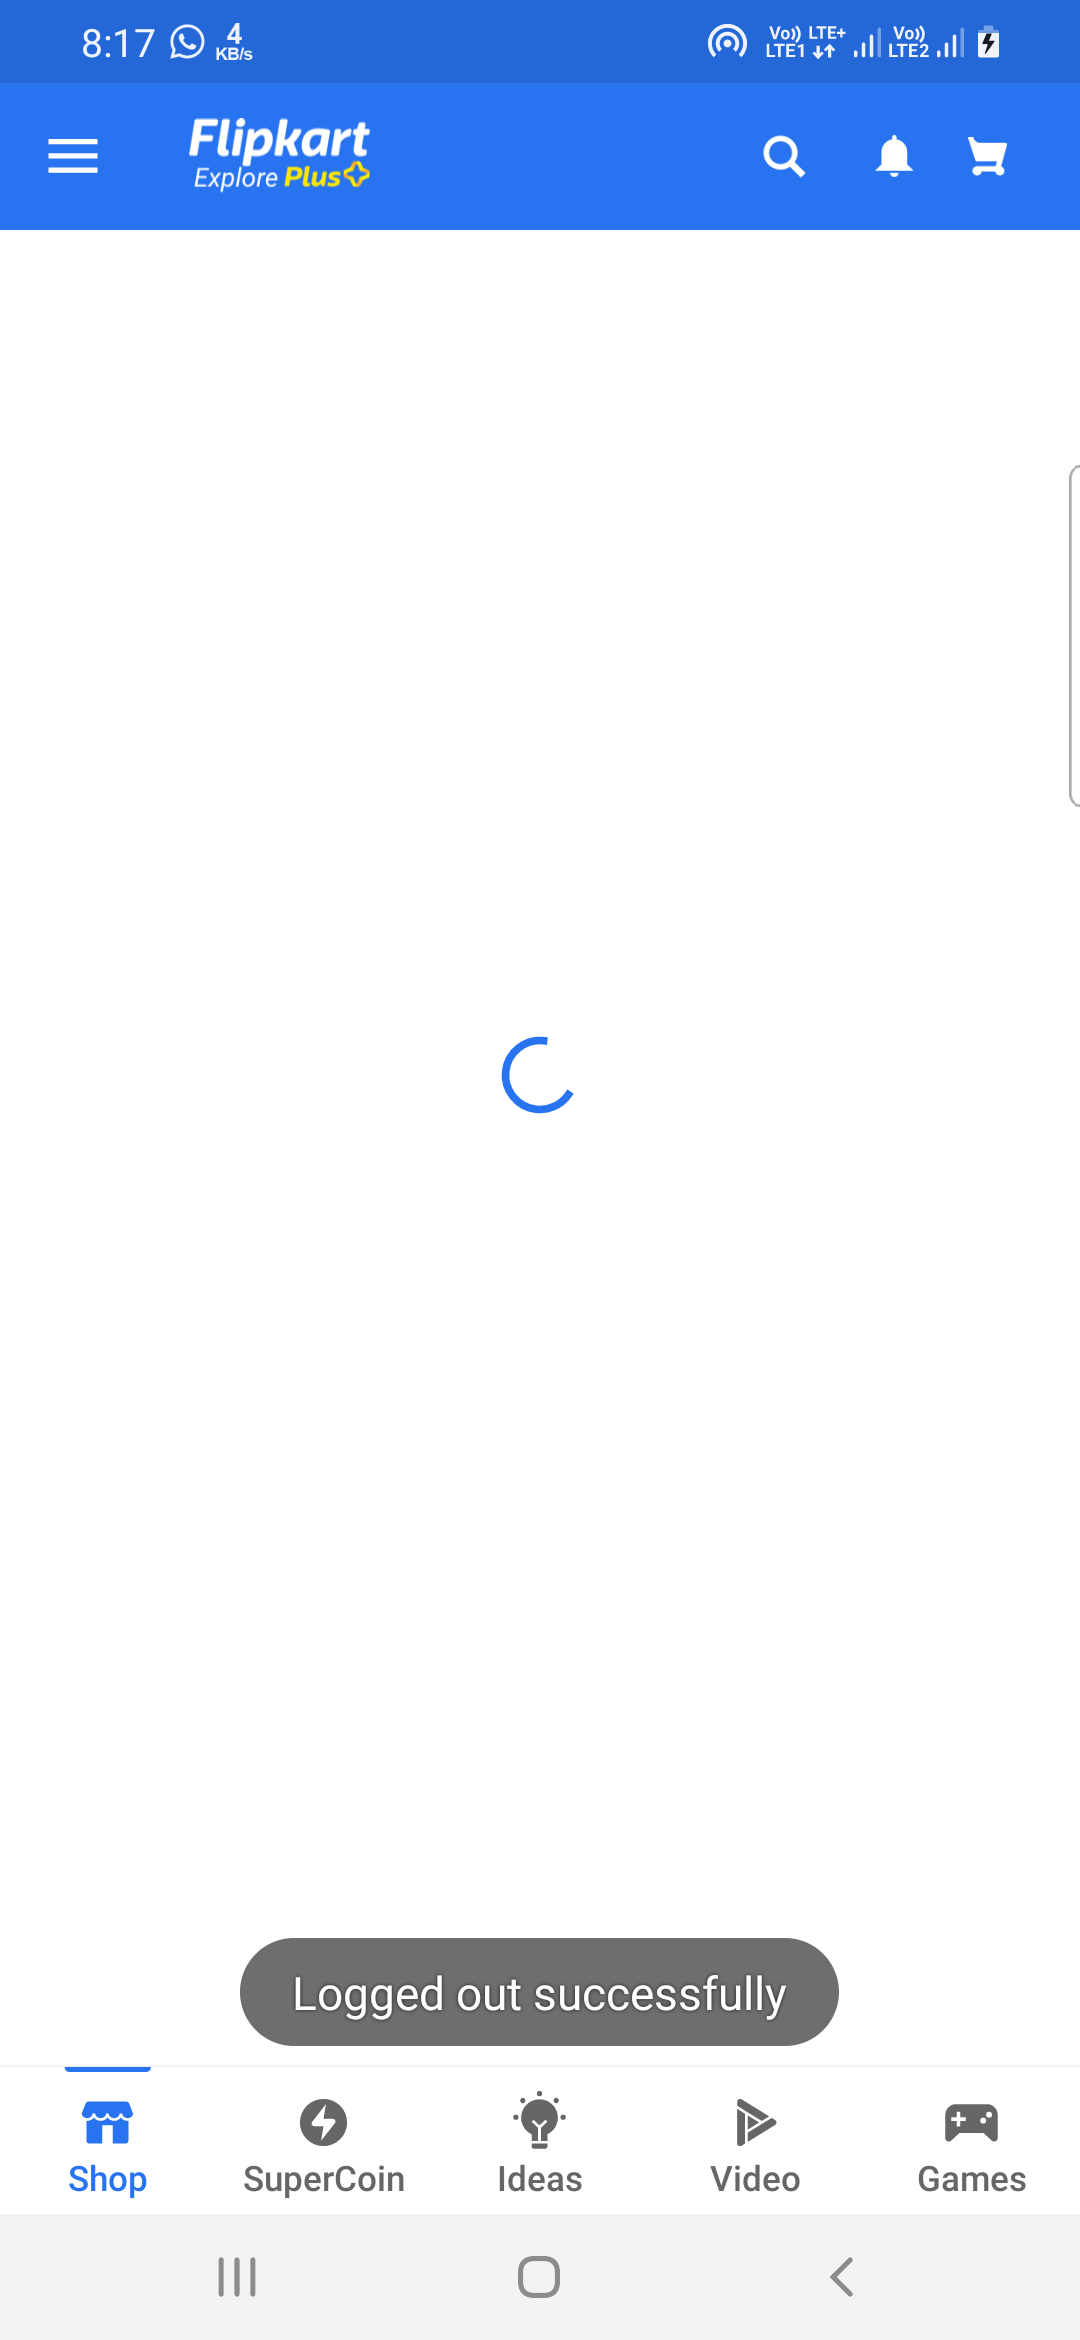 8:17 4 KB/s Vo)) LTE+ LTE1 Vo)) LTE2
Flipkart
Explore Plus
Logged out successfully
Shop SuperCoin Ideas Video Games